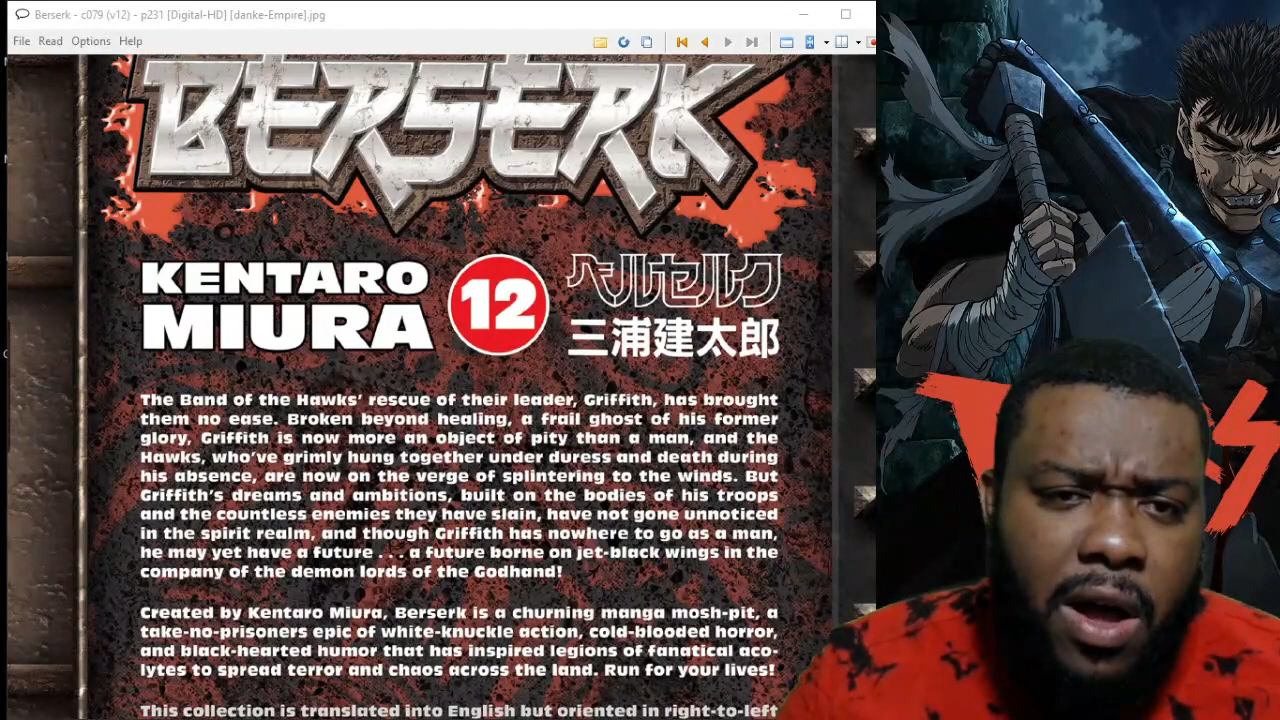 Berserk - c079 (v12) - p231 [Digital-HD] [danke-Empire].jpg
File Read Options Help
BERSERK
KENTARO
MIURA
12
ベルセルク
三浦建太郎
The Band of the Hawks' rescue of their leader, Griffith, has brought
them no ease. Broken beyond healing, a frail ghost of his former
glory, Griffith is now more an object of pity than a man, and the
Hawks, who've grimly hung together under duress and death during
his absence, are now on the verge of splintering to the winds. But
Griffith's dreams and ambitions, built on the bodies of his troops
and the countless enemies they have slain, have not gone unnoticed
in the spirit realm, and though Griffith has nowhere to go as a man,
he may yet have a future . . . a future borne on jet-black wings in the
company of the demon lords of the Godhand!
Created by Kentaro Miura, Berserk is a churning manga mosh-pit, a
take-no-prisoners epic of white-knuckle action, cold-blooded horror,
and black-hearted humor that has inspired legions of fanatical aco-
lytes to spread terror and chaos across the land. Run for your lives!
This collection is translated into English but oriented in right-to-left